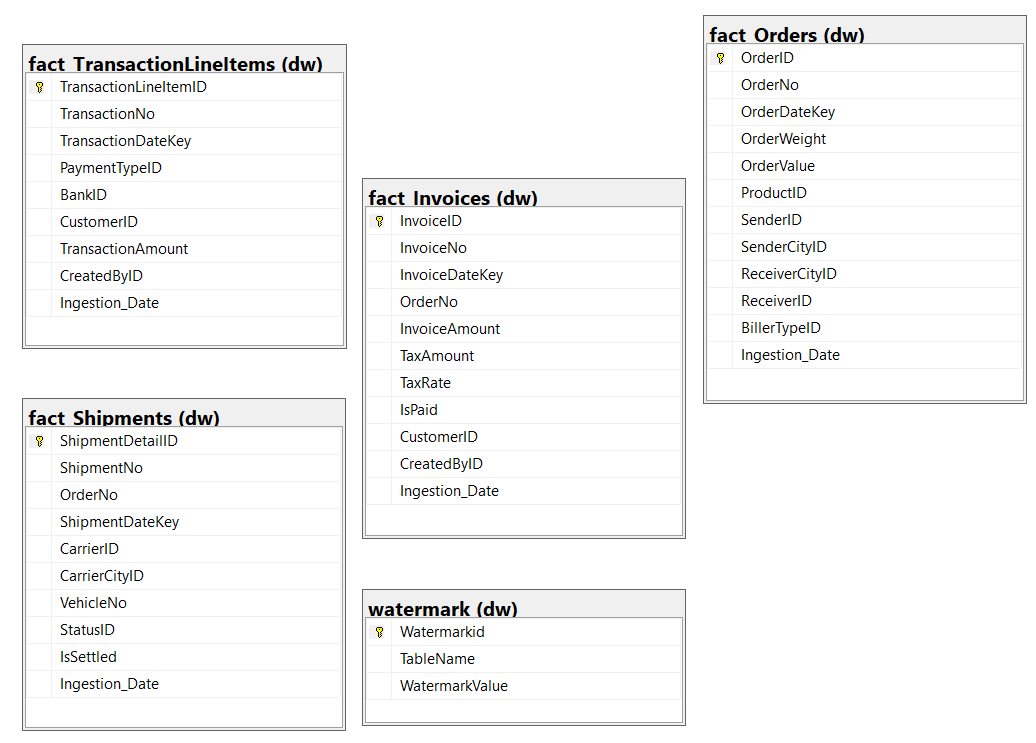 fact_TransactionLineItems (dw)
TransactionLineItemID
TransactionNo
TransactionDateKey
PaymentTypeID
BankID
CustomerID
TransactionAmount
CreatedByID
Ingestion_Date
fact_Shipments (dw)
ShipmentDetailID
ShipmentNo
OrderNo
ShipmentDateKey
CarrierID
CarrierCityID
VehicleNo
StatusID
IsSettled
Ingestion_Date
fact_Invoices (dw)
InvoiceID
InvoiceNo
InvoiceDateKey
OrderNo
InvoiceAmount
TaxAmount
TaxRate
IsPaid
CustomerID
CreatedByID
Ingestion_Date
watermark (dw)
Watermarkid
TableName
WatermarkValue
fact_Orders (dw)
OrderID
OrderNo
OrderDateKey
OrderWeight
OrderValue
ProductID
SenderID
SenderCityID
ReceiverCityID
ReceiverID
BillerTypeID
Ingestion_Date